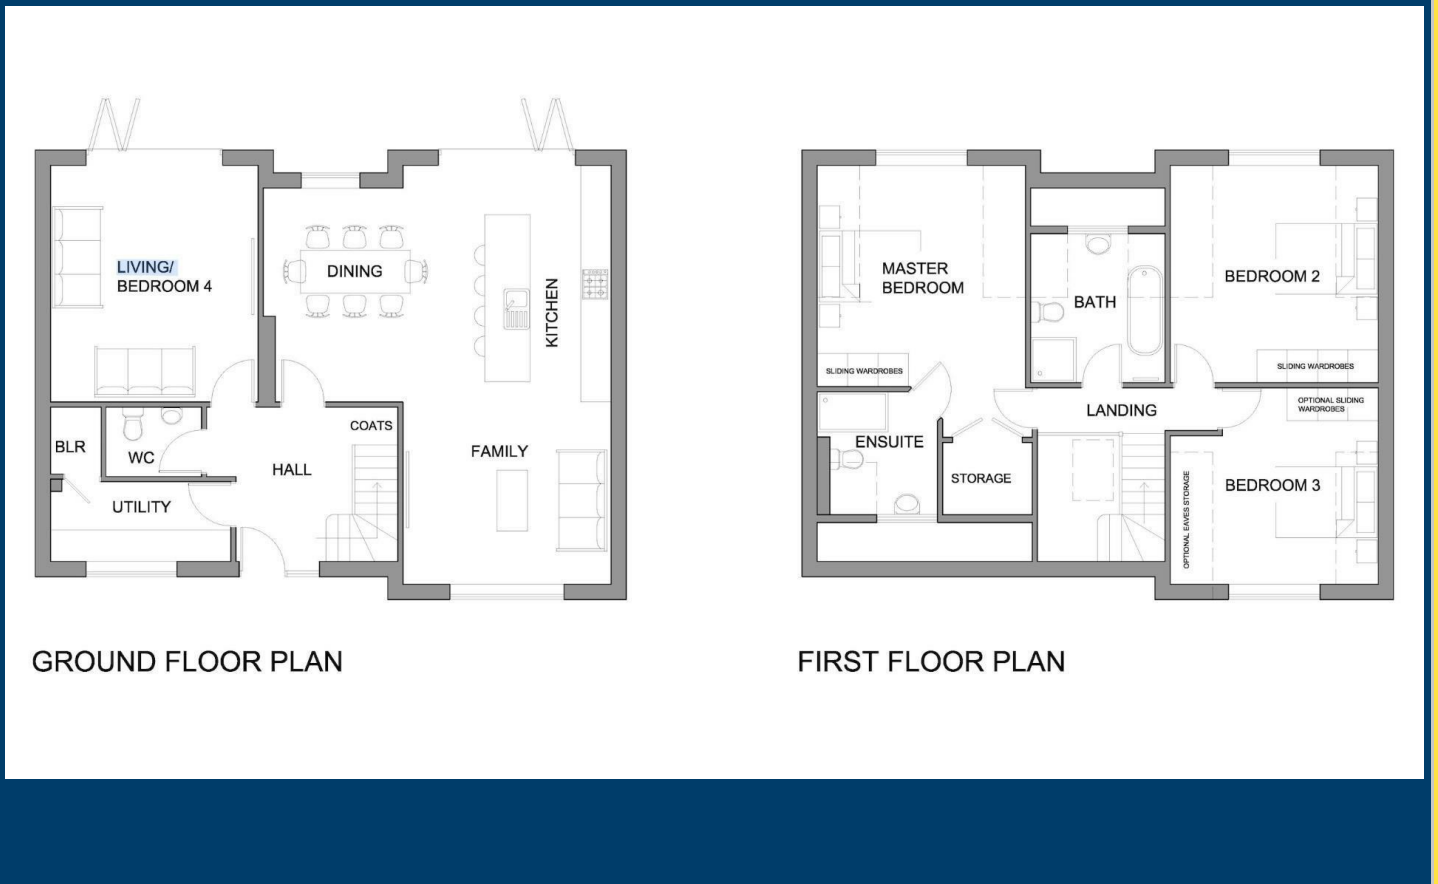 LIVING/
BEDROOM 4
DINING
KITCHEN
BLR
WC
COATS
HALL
FAMILY
UTILITY
GROUND FLOOR PLAN
MASTER
BEDROOM
BATH
BEDROOM 2
SLIDING WARDROBES
SLIDING WARDROBES
OPTIONAL SLIDING
WARDROBES
LANDING
ENSUITE
STORAGE
OPTIONAL EAVES STORAGE
BEDROOM 3
FIRST FLOOR PLAN